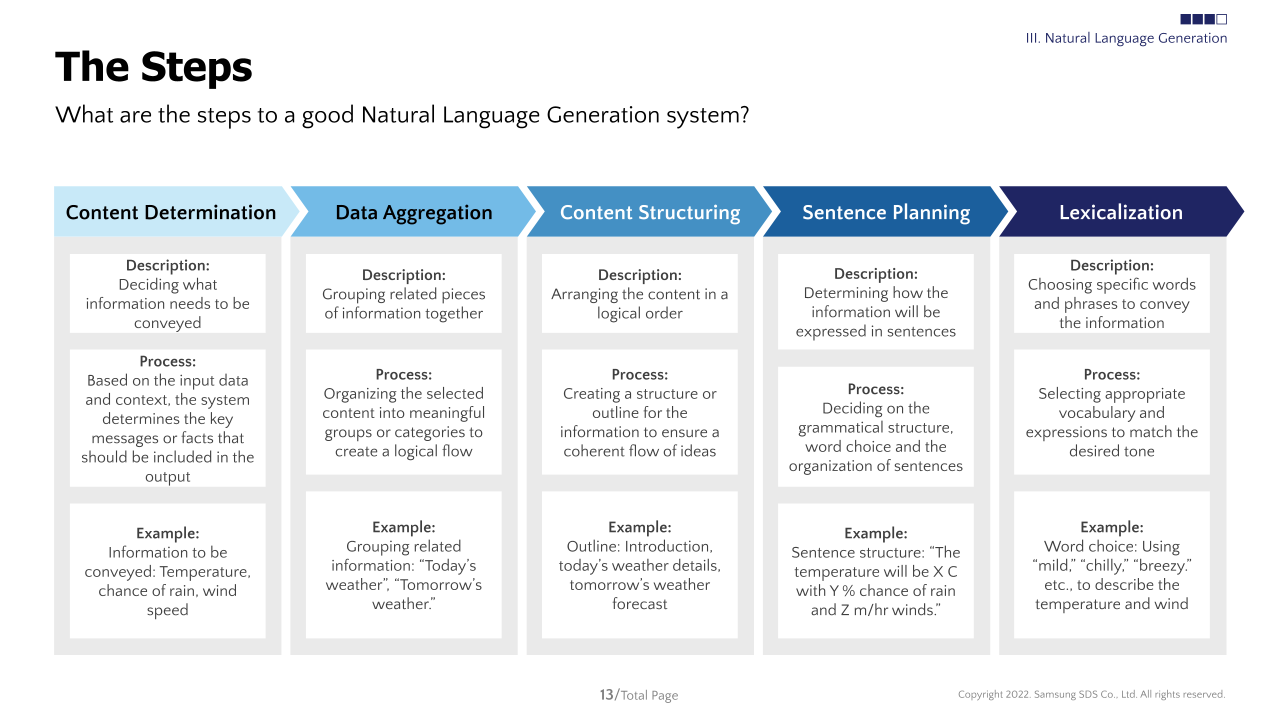 III. Natural Language Generation
The Steps
What are the steps to a good Natural Language Generation system?
Content Determination
Description:
Deciding what
information needs to be
conveyed
Process:
Based on the input data
and context, the system
determines the key
messages or facts that
should be included in the
output
Example:
Information to be
conveyed: Temperature,
chance of rain, wind
speed
Data Aggregation
Description:
Grouping related pieces
of information together
Process:
Organizing the selected
content into meaningful
groups or categories to
create a logical flow
Example:
Grouping related
information: “Today’s
weather”, “Tomorrow’s
weather.”
Content Structuring
Description:
Arranging the content in a
logical order
Process:
Creating a structure or
outline for the
information to ensure a
coherent flow of ideas
Example:
Outline: Introduction,
today’s weather details,
tomorrow’s weather
forecast
Sentence Planning
Description:
Determining how the
information will be
expressed in sentences
Process:
Deciding on the
grammatical structure,
word choice and the
organization of sentences
Example:
Sentence structure: “The
temperature will be X C
with Y % chance of rain
and Z m/hr winds.”
Lexicalization
Description:
Choosing specific words
and phrases to convey
the information
Process:
Selecting appropriate
vocabulary and
expressions to match the
desired tone
Example:
Word choice: Using
“mild,” “chilly,” “breezy.”
etc., to describe the
temperature and wind
13/Total Page
Copyright 2022. Samsung SDS Co., Ltd. All rights reserved.